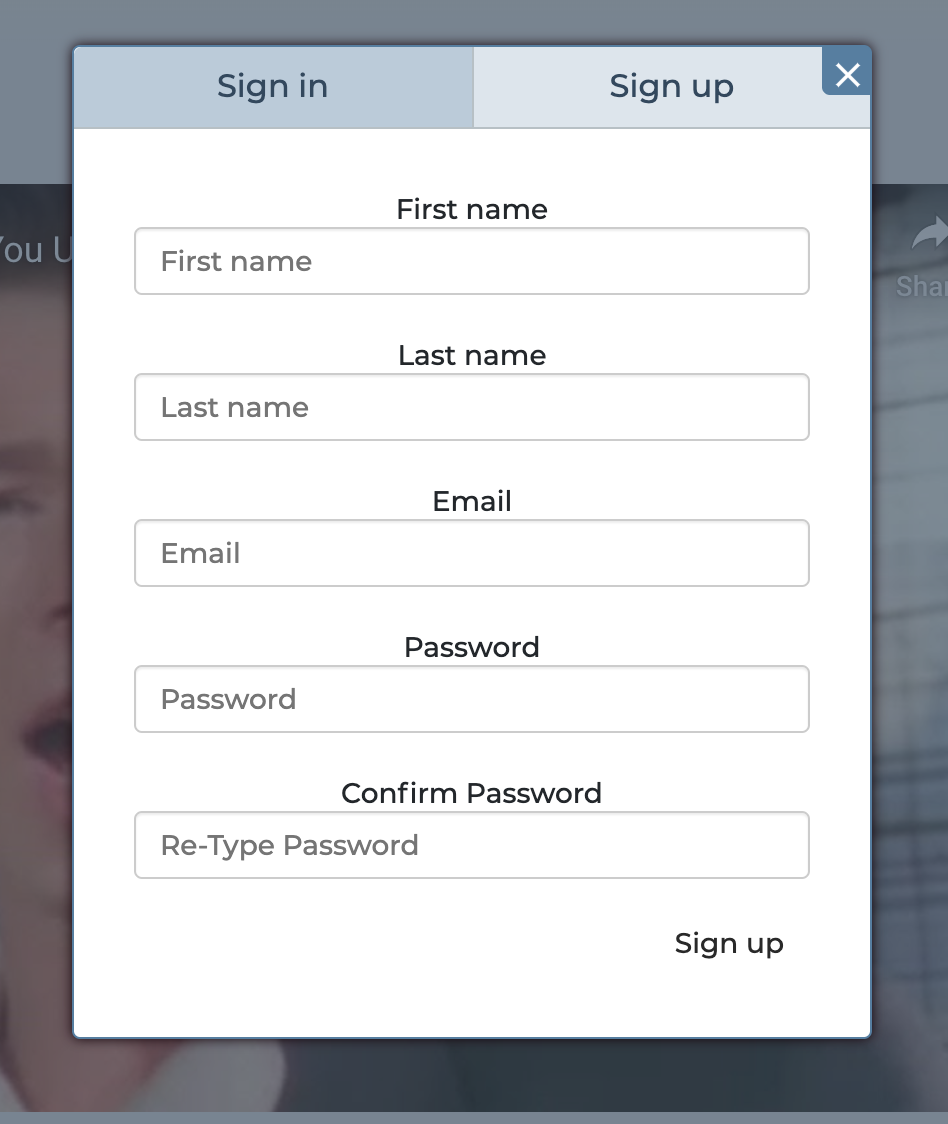 Sign in
Sign up
You U
Shar
First name
First name
Last name
Last name
Email
Email
Password
Password
Confirm Password
Re-Type Password
Sign up